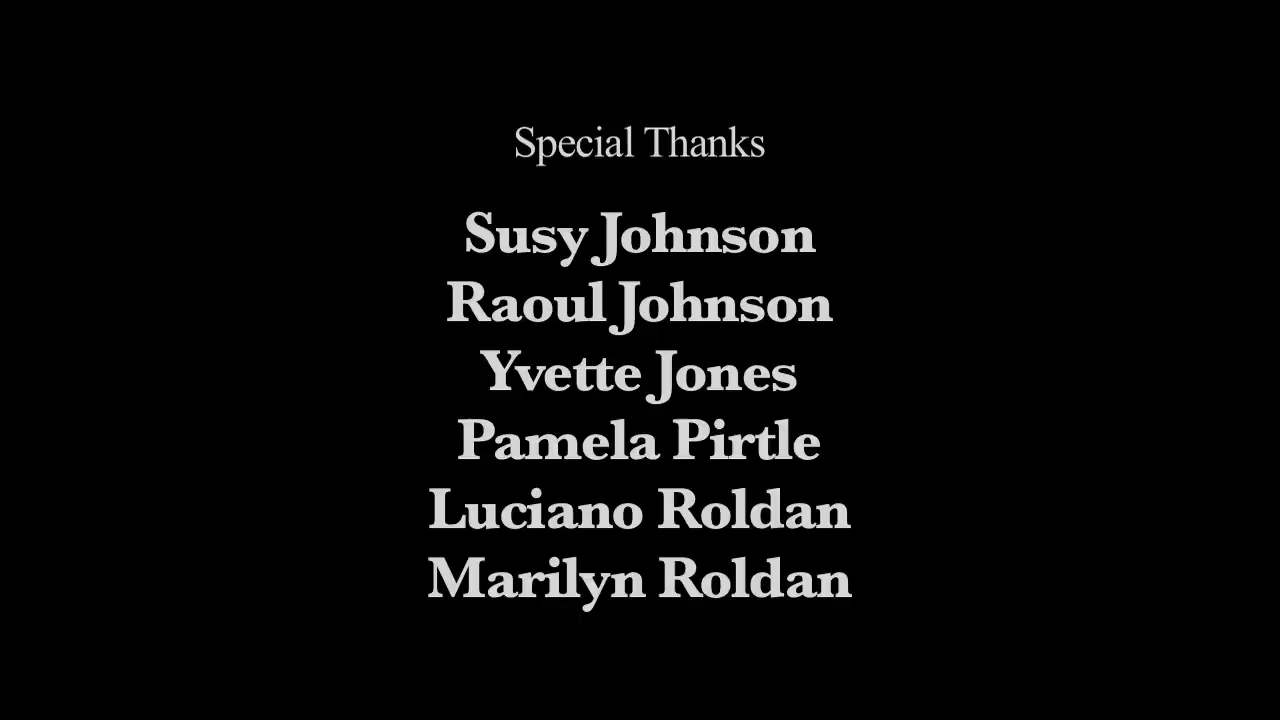 Special Thanks
Susy Johnson
Raoul Johnson
Yvette Jones
Pamela Pirtle
Luciano Roldan
Marilyn Roldan